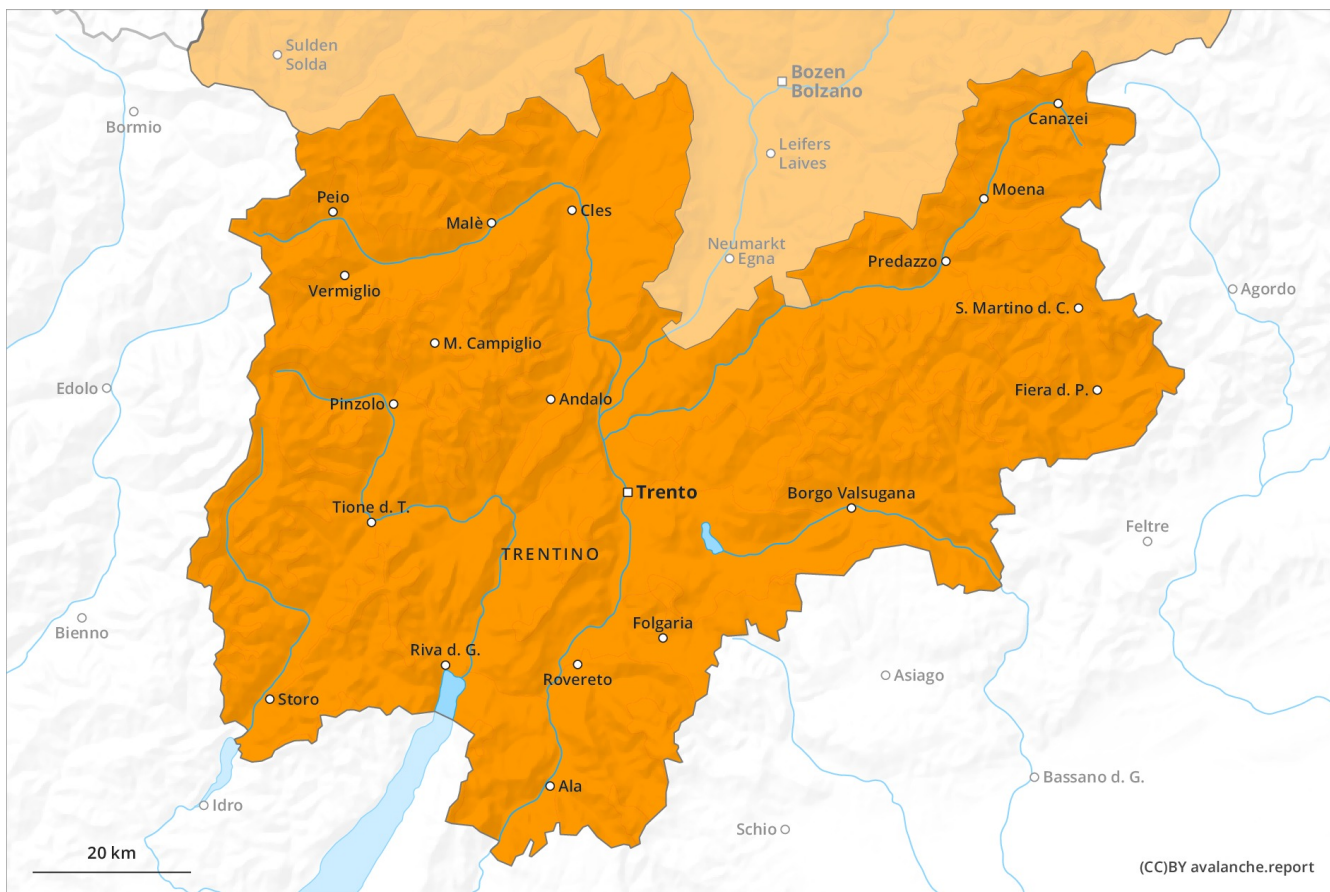 Sulden
Solda
Bozen
Bolzano
Bormio
Canazei
Leifers
Laives
Peio
Moena
Malè
Cles
Neumarkt
Egna
Predazzo
Vermiglio
Agordo
S. Martino d. C.
M. Campiglio
Edolo
Pinzolo
Andalo
Fiera d. P.
Trento
Borgo Valsugana
Tione d. T.
Feltre
TRENTINO
Bienno
Folgaria
Riva d. G.
Rovereto
Asiago
Storo
Bassano d. G.
Ala
Idro
Schio
20 km
(CC)BY avalanche.report